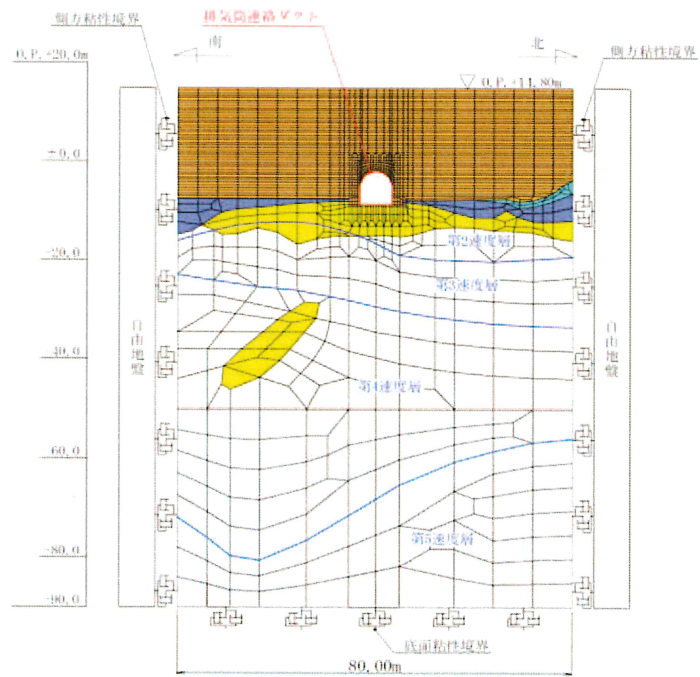 側方粘性境界
排気筒連絡ダクト
南
北
側方粘性境界
O.P.+20.0m
O.P.+14.80m
±0.0
-20.0
第2速度層
第3速度層
自由地盤
自由地盤
-40.0
第4速度層
-60.0
第5速度層
-80.0
-90.0
底面粘性境界
80.00m